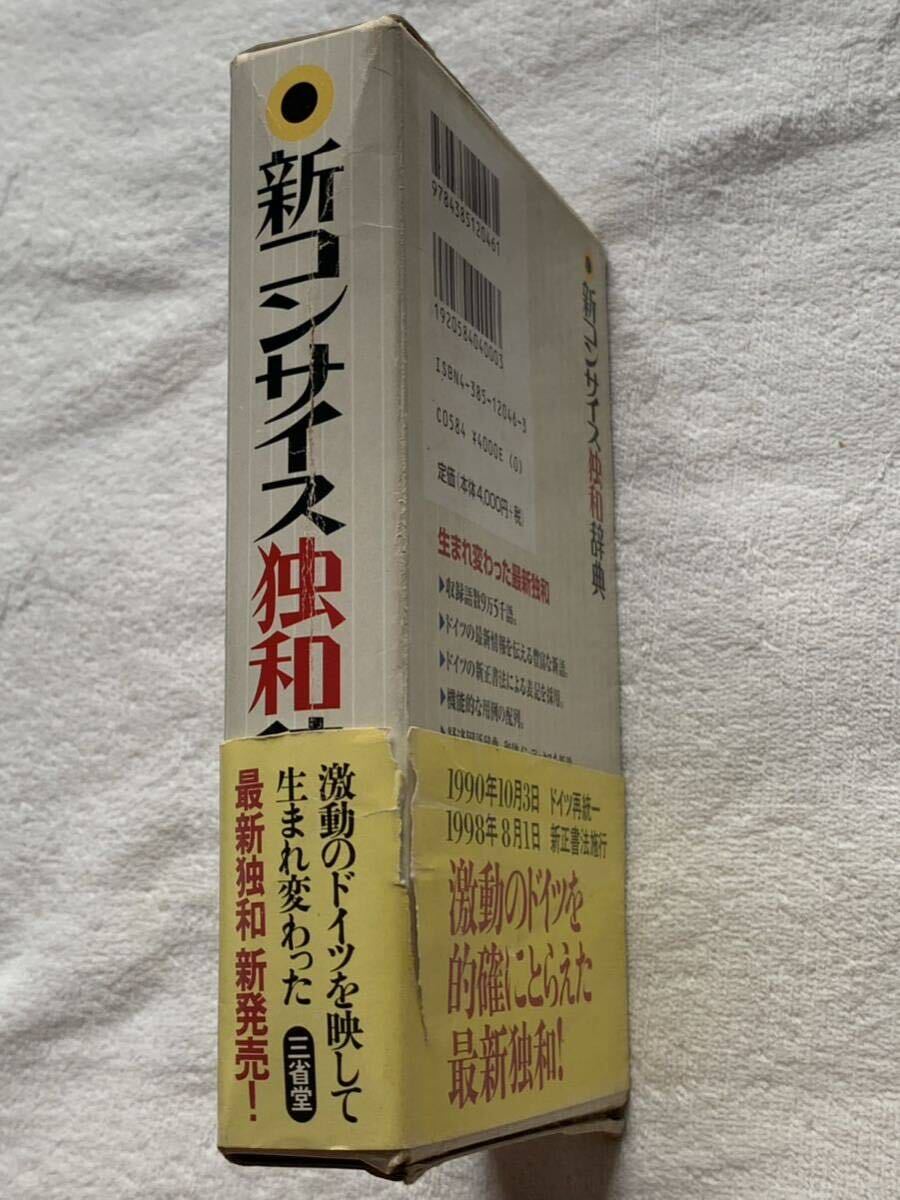 新コンサイス独和
激動のドイツを映して
生まれ変わった
最新独和 新発売!
三省堂
9784385120461
1920584040003
ISBN4-385-12046-3
C0584 ¥4000E (0)
定価(本体4,000円+税)
生まれ変わった最新独和
▶収録語数9万5千語。
▶ドイツの最新情報を伝える豊富な新語。
▶ドイツの新正書法による表記を採用。
▶機能的な用例の配列。
新コンサイス独和辞典
1990年10月3日 ドイツ再統一
1998年8月1日 新正書法施行
激動のドイツを
的確にとらえた
最新独和!